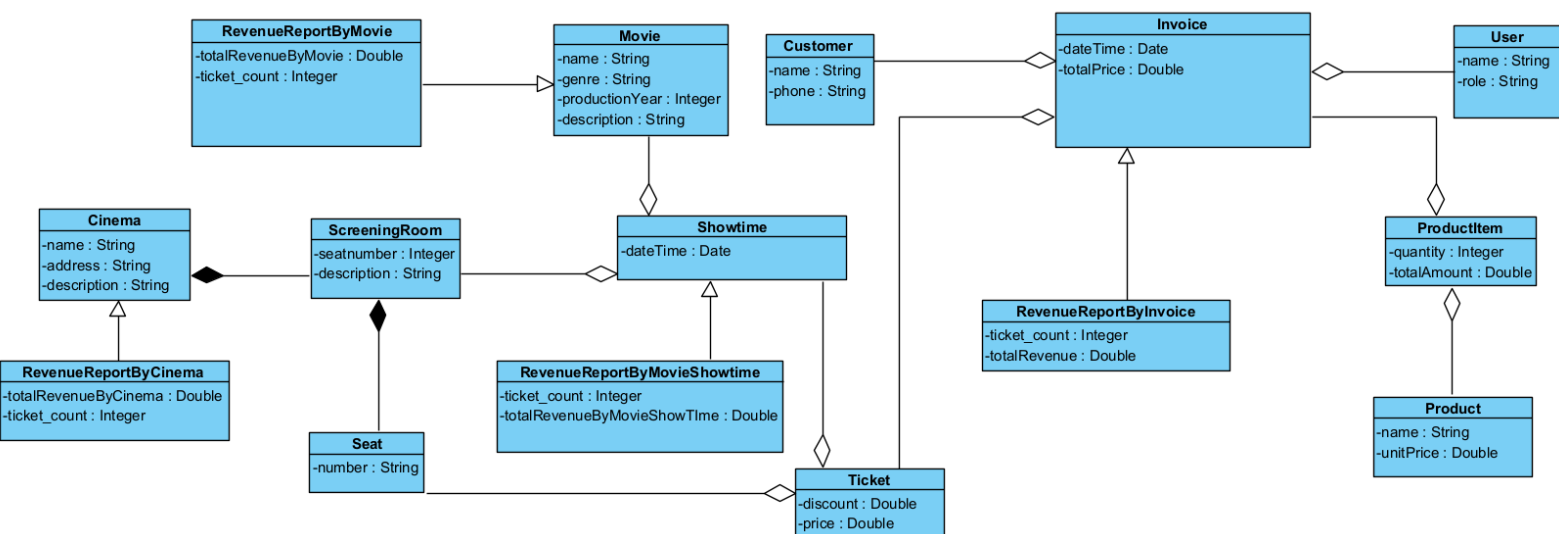 RevenueReportByMovie
-totalRevenueByMovie : Double
-ticket_count : Integer
Movie
-name : String
-genre : String
-productionYear : Integer
-description : String
Customer
-name : String
-phone : String
Invoice
-dateTime : Date
-totalPrice : Double
User
-name : String
-role : String
Cinema
-name : String
-address : String
-description : String
ScreeningRoom
-seatnumber : Integer
-description : String
Showtime
-dateTime : Date
ProductItem
-quantity : Integer
-totalAmount : Double
RevenueReportByCinema
-totalRevenueByCinema : Double
-ticket_count : Integer
RevenueReportByMovieShowtime
-ticket_count : Integer
-totalRevenueByMovieShowTIme : Double
RevenueReportByInvoice
-ticket_count : Integer
-totalRevenue : Double
Seat
-number : String
Ticket
-discount : Double
-price : Double
Product
-name : String
-unitPrice : Double